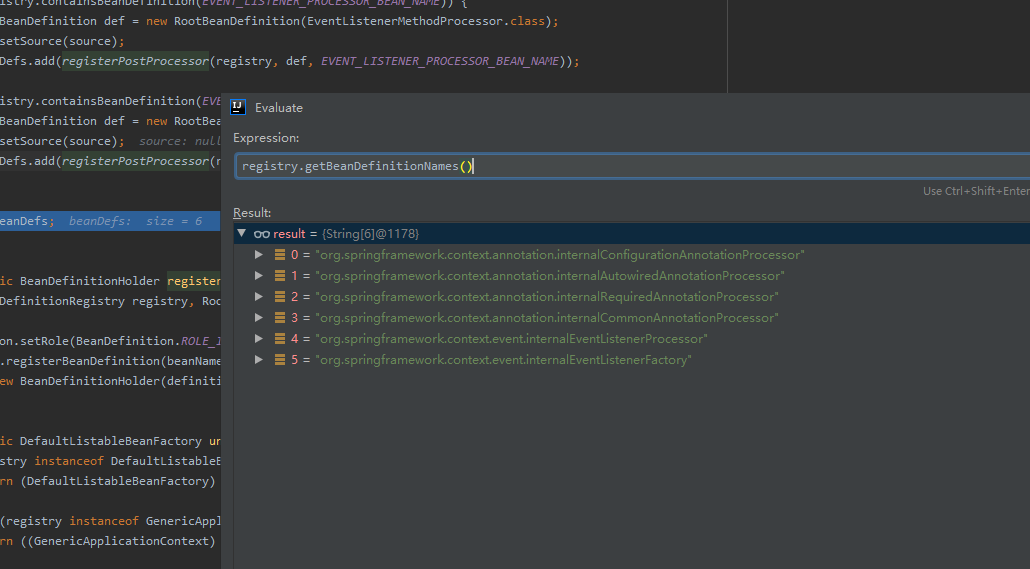 istry.containsBeanDefinition(EVENT_LISTENER_PROCESSOR_BEAN_NAME)) {
BeanDefinition def = new RootBeanDefinition(EventListenerMethodProcessor.class);
setSource(source);
Defs.add(registerPostProcessor(registry, def, EVENT_LISTENER_PROCESSOR_BEAN_NAME));
istry.containsBeanDefinition(EVE
BeanDefinition def = new RootBea
setSource(source); source: null
Defs.add(registerPostProcessor(r
eanDefs; beanDefs: size = 6
ic BeanDefinitionHolder register
DefinitionRegistry registry, Roo
on.setRole(BeanDefinition.ROLE_I
.registerBeanDefinition(beanName
ew BeanDefinitionHolder(definiti
ic DefaultListableBeanFactory un
stry instanceof DefaultListableB
rn (DefaultListableBeanFactory)
(registry instanceof GenericAppl
rn ((GenericApplicationContext)
IJ Evaluate
Expression:
registry.getBeanDefinitionNames()
Use Ctrl+Shift+Enter
Result:
result = {String[6]@1178}
0 = "org.springframework.context.annotation.internalConfigurationAnnotationProcessor"
1 = "org.springframework.context.annotation.internalAutowiredAnnotationProcessor"
2 = "org.springframework.context.annotation.internalRequiredAnnotationProcessor"
3 = "org.springframework.context.annotation.internalCommonAnnotationProcessor"
4 = "org.springframework.context.event.internalEventListenerProcessor"
5 = "org.springframework.context.event.internalEventListenerFactory"